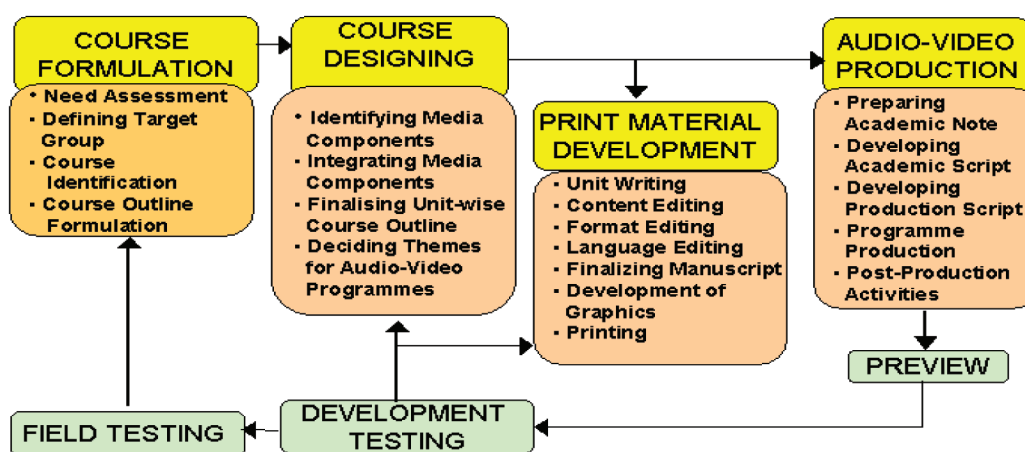 COURSE
FORMULATION
• Need Assessment
- Defining Target
Group
- Course
Identification
- Course Outline
Formulation
COURSE
DESIGNING
• Identifying Media
Components
- Integrating Media
Components
- Finalising Unit-wise
Course Outline
- Deciding Themes
for Audio-Video
Programmes
PRINT MATERIAL
DEVELOPMENT
- Unit Writing
- Content Editing
- Format Editing
- Language Editing
- Finalizing Manuscript
- Development of
Graphics
- Printing
AUDIO-VIDEO
PRODUCTION
- Preparing
Academic Note
- Developing
Academic Script
- Developing
Production Script
- Programme
Production
- Post-Production
Activities
PREVIEW
DEVELOPMENT
TESTING
FIELD TESTING